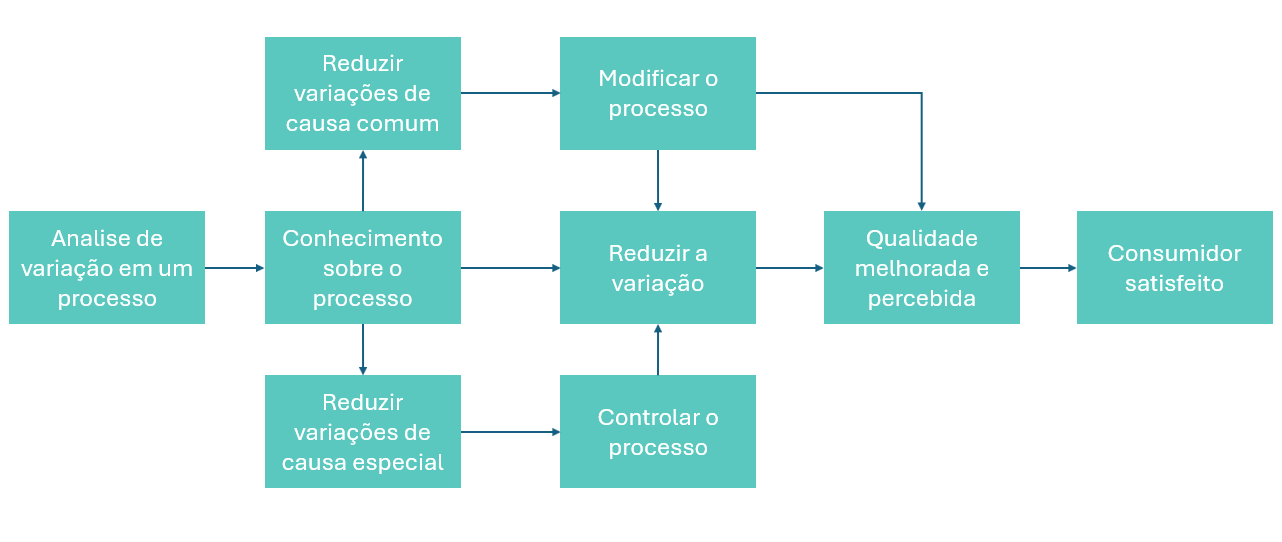 Reduzir
variações de
causa comum
Modificar o
processo
Analise de
variação em um
processo
Conhecimento
sobre o
processo
Reduzir a
variação
Qualidade
melhorada e
percebida
Consumidor
satisfeito
Reduzir
variações de
causa especial
Controlar o
processo